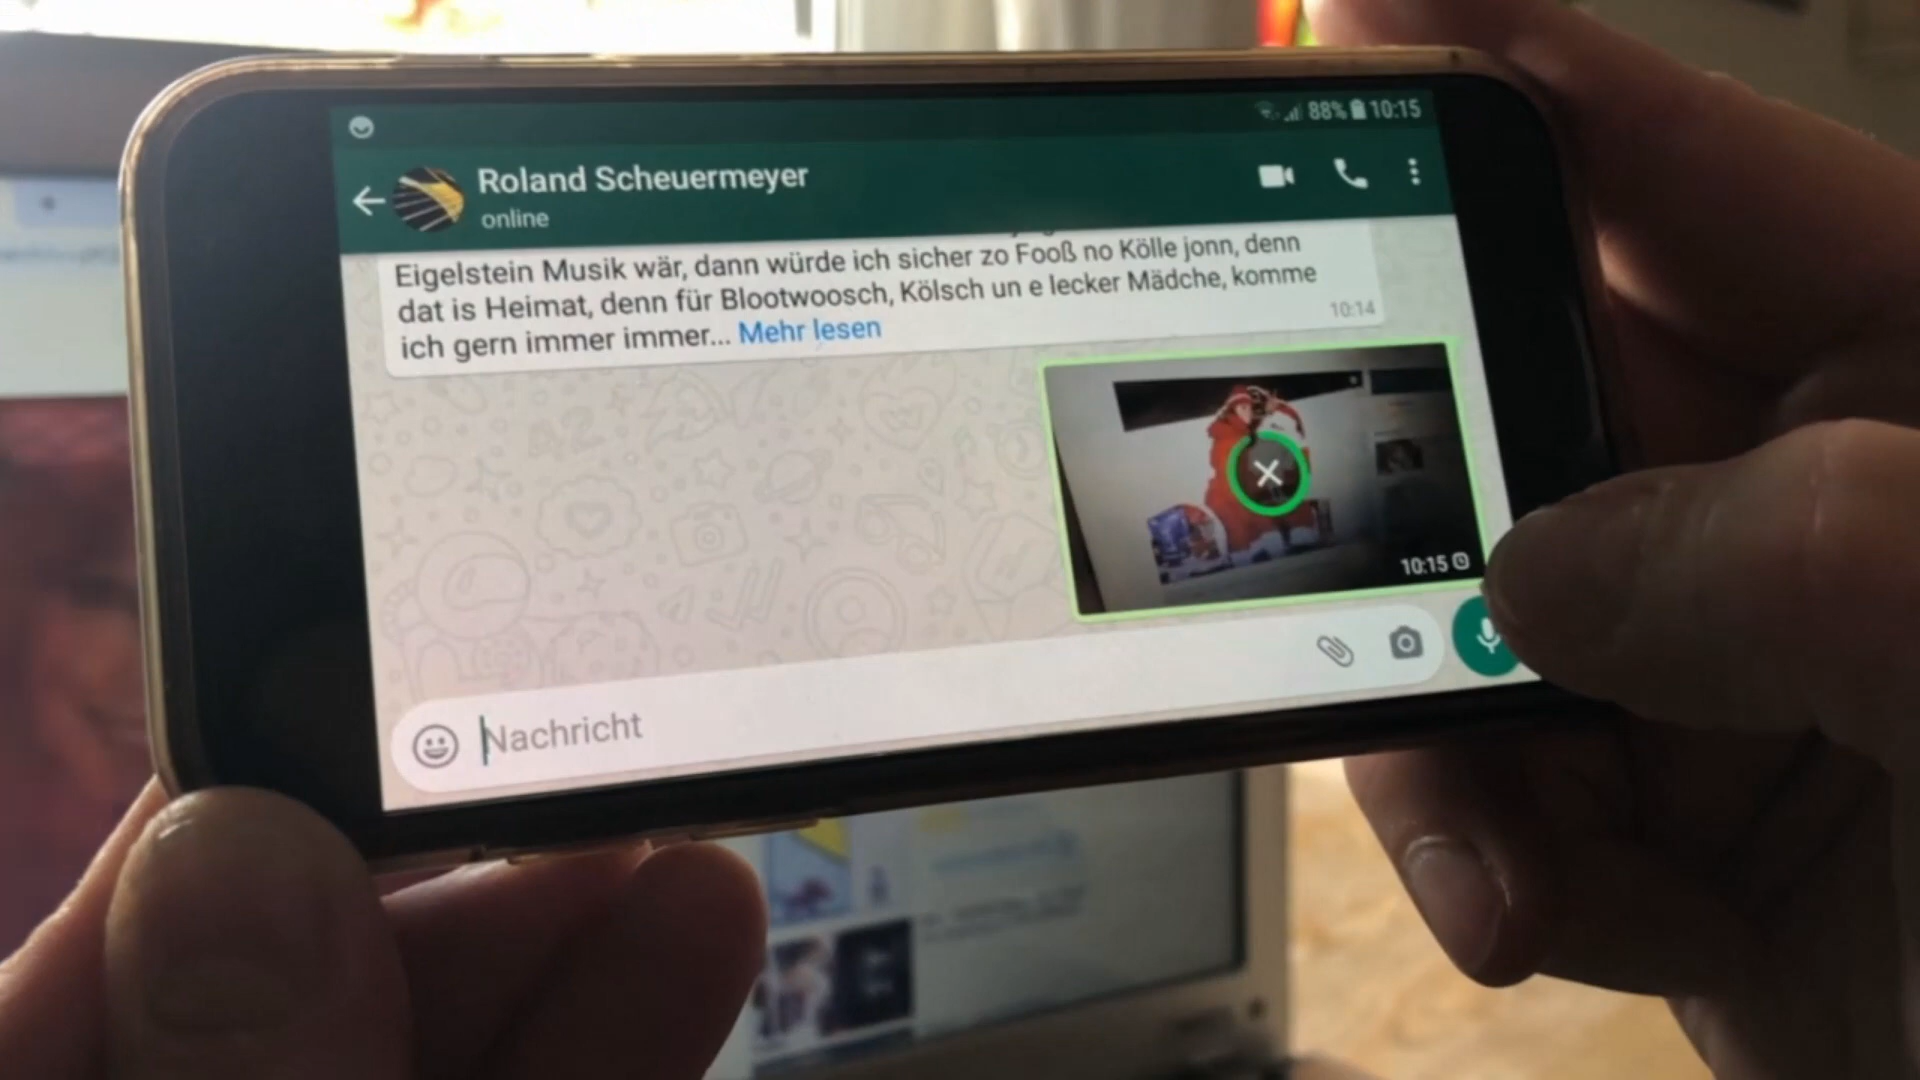 88% 10:15
Roland Scheuermeyer
online
Eigelstein Musik wär, dann würde ich sicher zo Fooß no Kölle jonn, denn
dat is Heimat, denn für Blootwoosch, Kölsch un e lecker Mädche, komme
ich gern immer immer... Mehr lesen
10:14
10:15
Nachricht